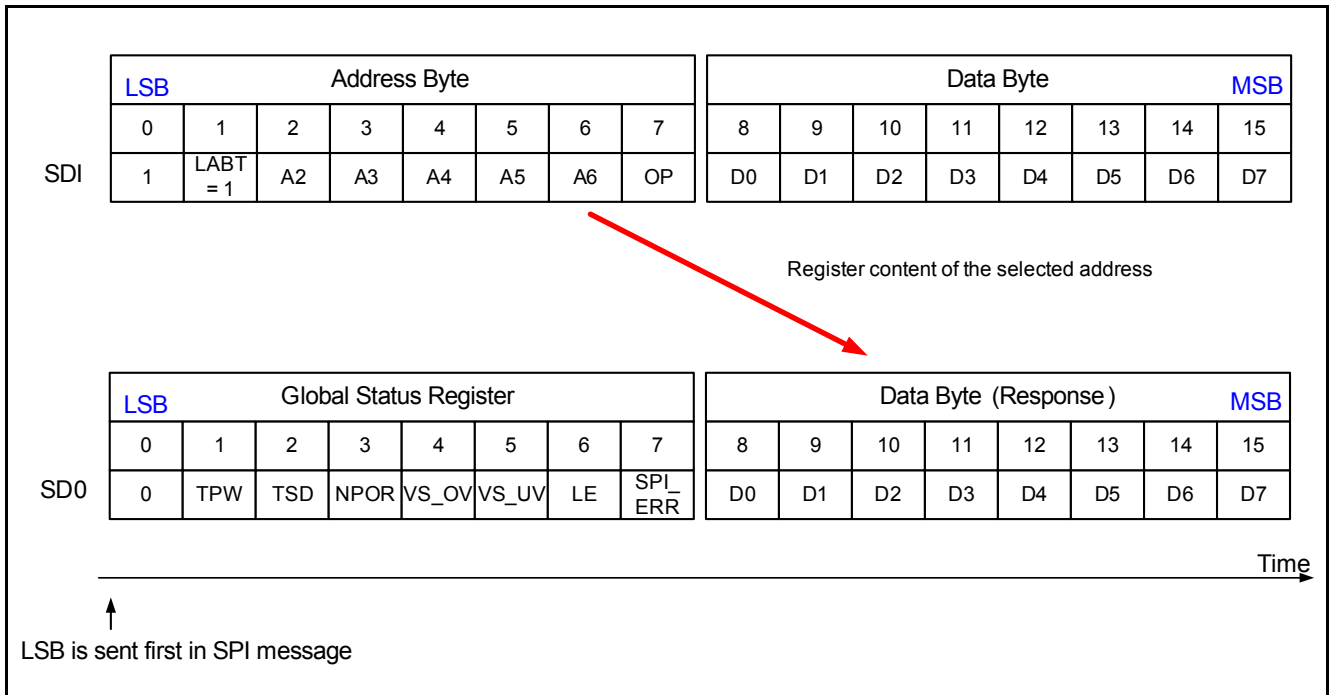 LSB Address Byte Data Byte MSB
0 1 2 3 4 5 6 7 8 9 10 11 12 13 14 15
SDI 1 LABT = 1 A2 A3 A4 A5 A6 OP D0 D1 D2 D3 D4 D5 D6 D7
Register content of the selected address
LSB Global Status Register Data Byte (Response) MSB
0 1 2 3 4 5 6 7 8 9 10 11 12 13 14 15
SD0 0 TPW TSD NPOR VS_OV VS_UV LE SPI_ERR D0 D1 D2 D3 D4 D5 D6 D7
Time
LSB is sent first in SPI message